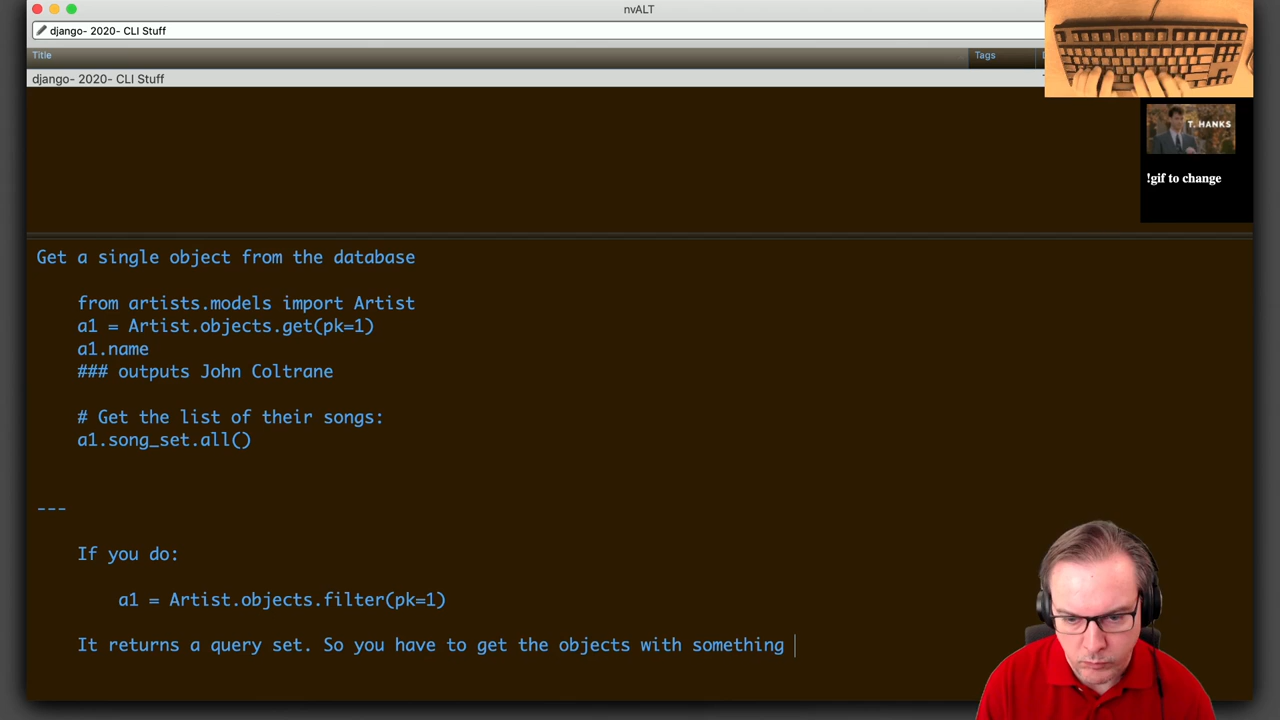 nvALT
django- 2020- CLI Stuff
Title
Tags
django- 2020- CLI Stuff
T. HANKS
!gif to change
Get a single object from the database
from artists.models import Artist
a1 = Artist.objects.get(pk=1)
a1.name
### outputs John Coltrane
# Get the list of their songs:
a1.song_set.all()
---
If you do:
a1 = Artist.objects.filter(pk=1)
It returns a query set. So you have to get the objects with something